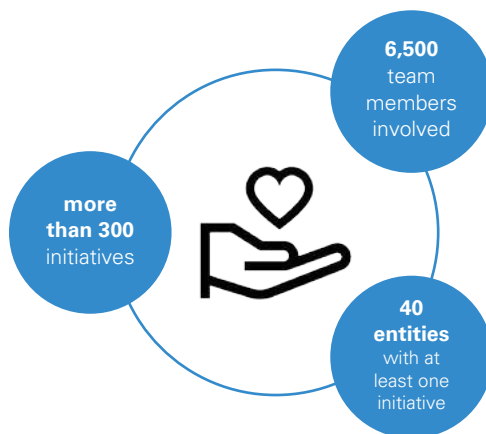 6,500
team
members
involved
more
than 300
initiatives
40
entities
with at
least one
initiative